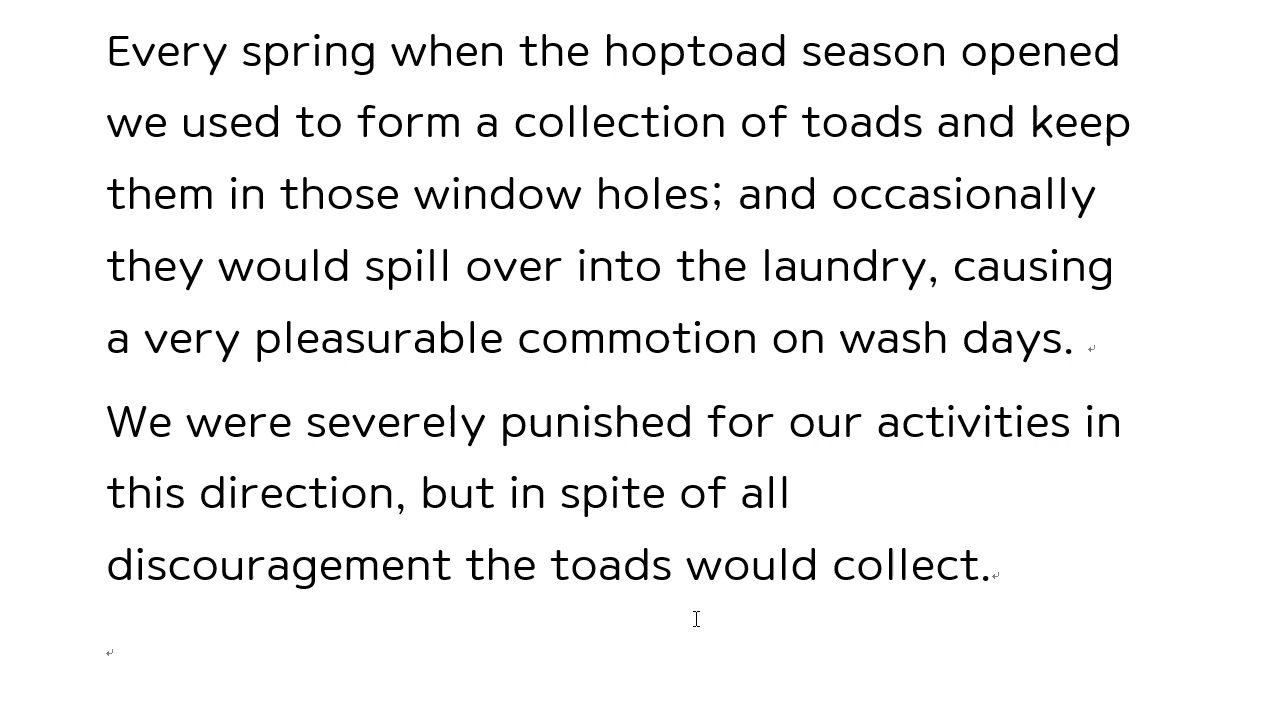 Every spring when the hoptoad season opened
we used to form a collection of toads and keep
them in those window holes; and occasionally
they would spill over into the laundry, causing
a very pleasurable commotion on wash days.
We were severely punished for our activities in
this direction, but in spite of all
discouragement the toads would collect.